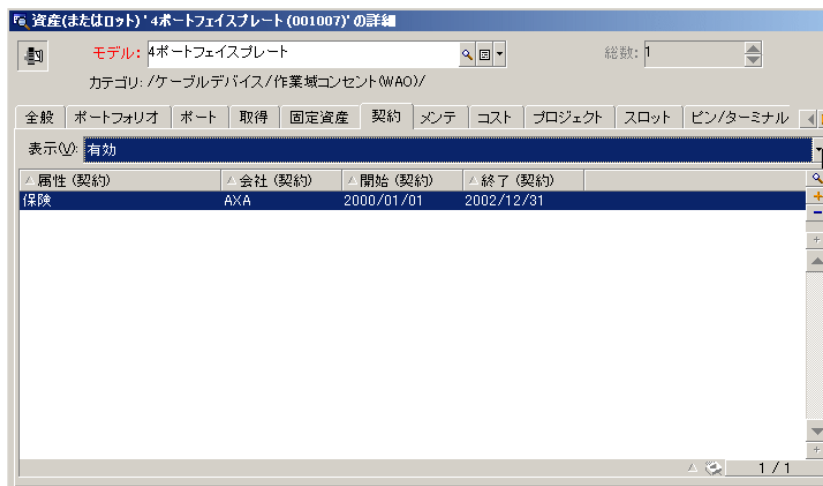 資産(またはロット) ' 4ポートフェイスプレート (001007)' の詳細
モデル: 4ポートフェイスプレート 総数: 1
カテゴリ: /ケーブルデバイス/作業域コンセント(WAO)/
全般 ポートフォリオ ポート 取得 固定資産 契約 メンテ コスト プロジェクト スロット ピン/ターミナル
表示(V): 有効
属性 (契約) 会社 (契約) 開始 (契約) 終了 (契約)
保険 AXA 2000/01/01 2002/12/31
1 / 1